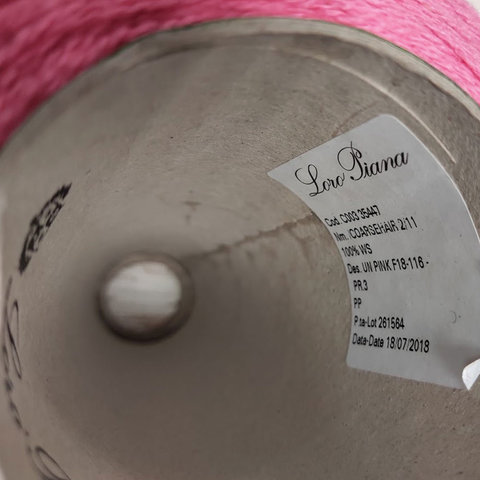 Loro Piana
Cod. C003 35447
Nm. COARSEHAIR 2/11
100% WS
Des. UN PINK F18-116 -
PR.3
PP
P.ta-Lot 261564
Data-Date 18/07/2018